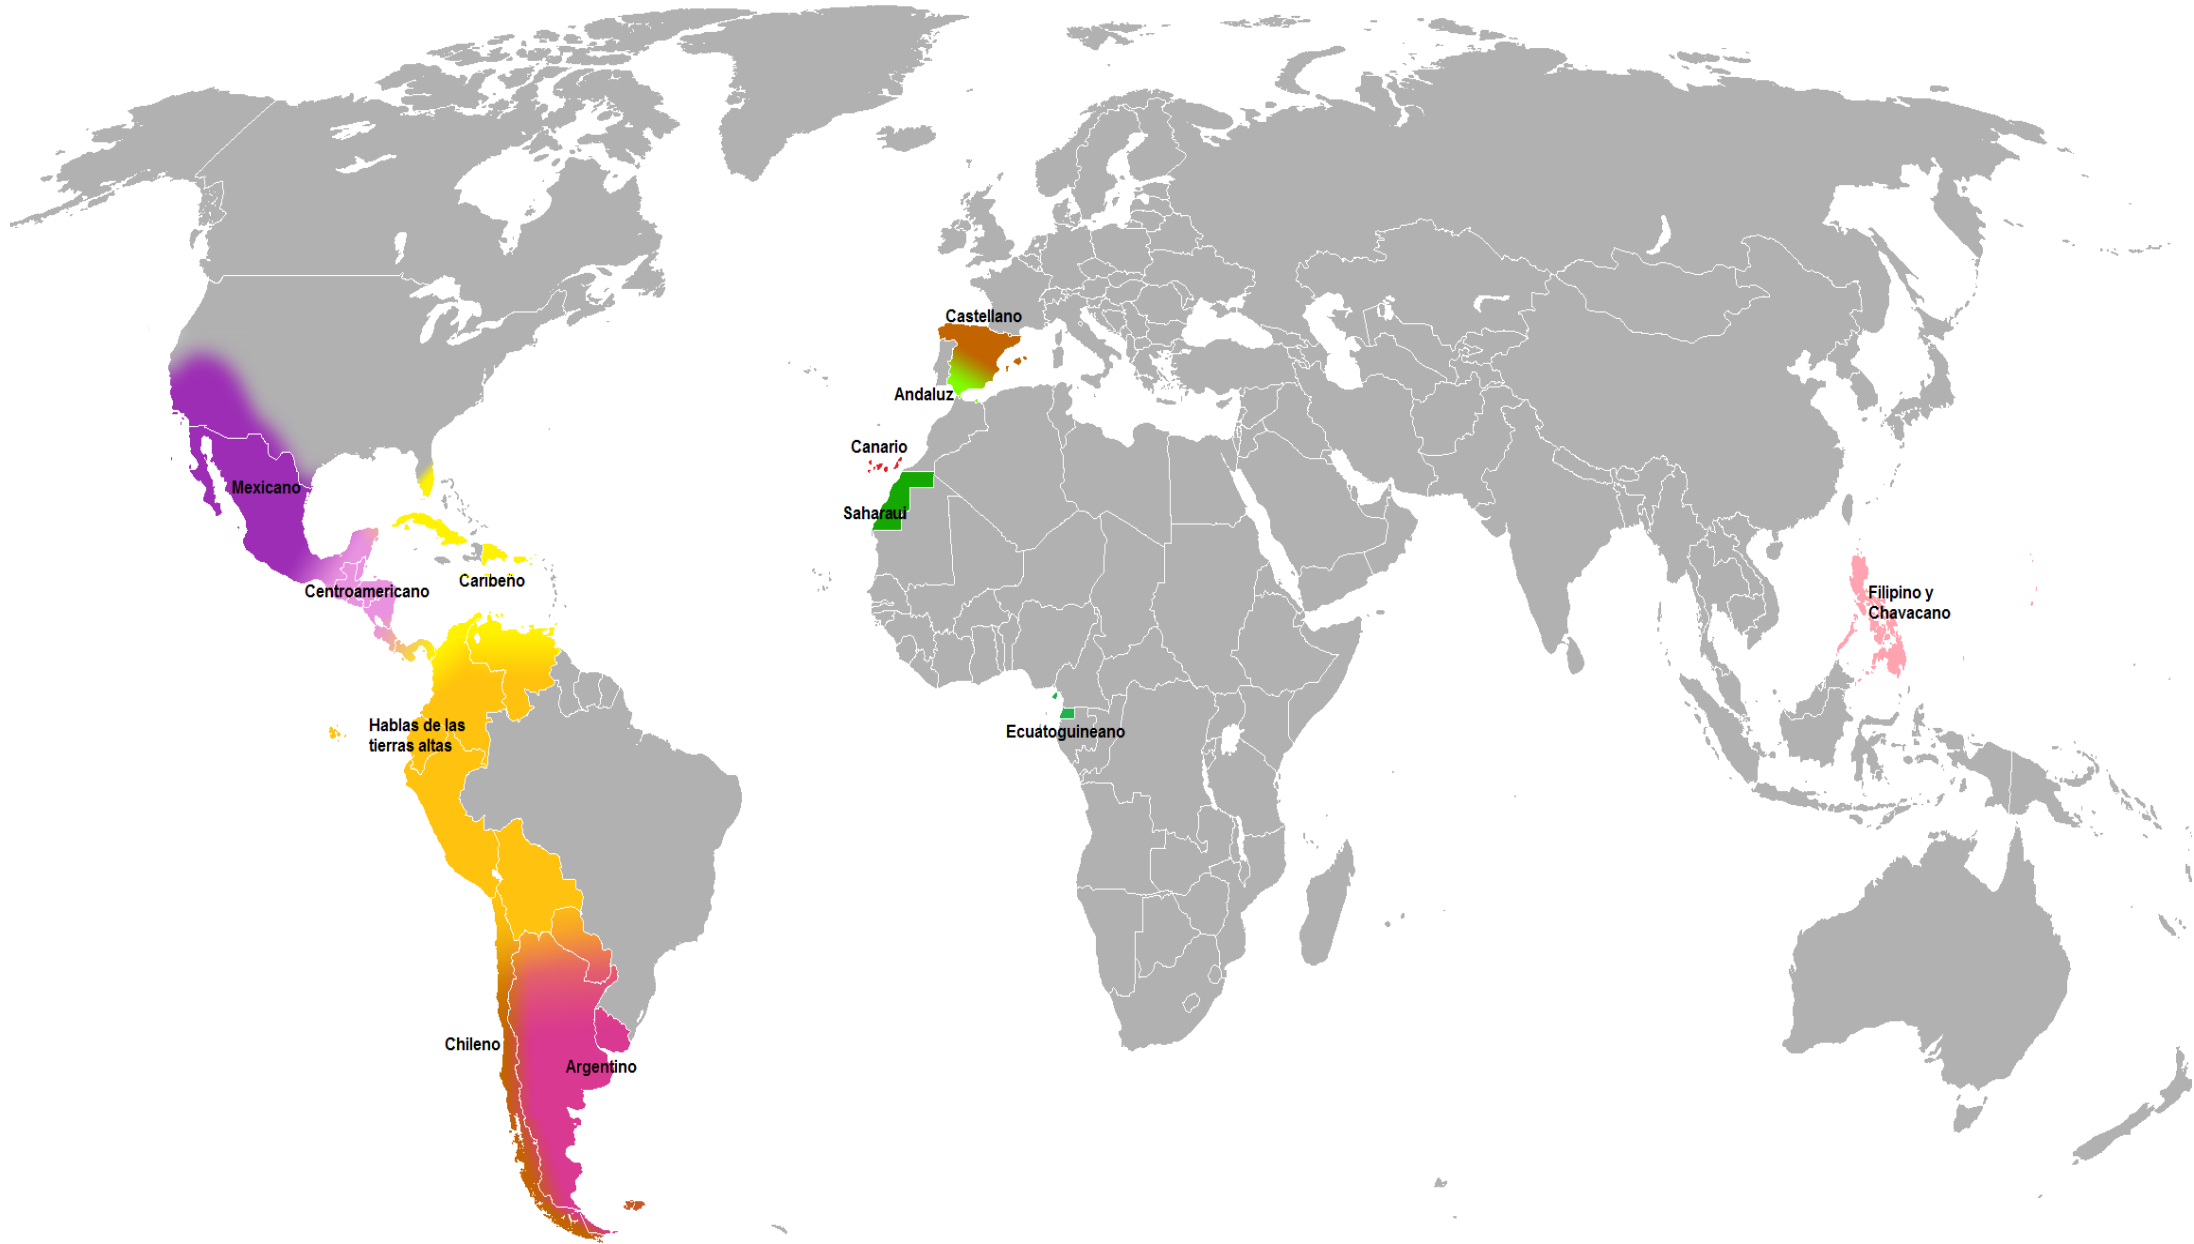 Castellano
Andaluz
Canario
Mexicano
Saharaui
Caribeño
Centroamericano
Filipino y
Chavacano
Hablas de las
tierras altas
Ecuatoguineano
Chileno
Argentino